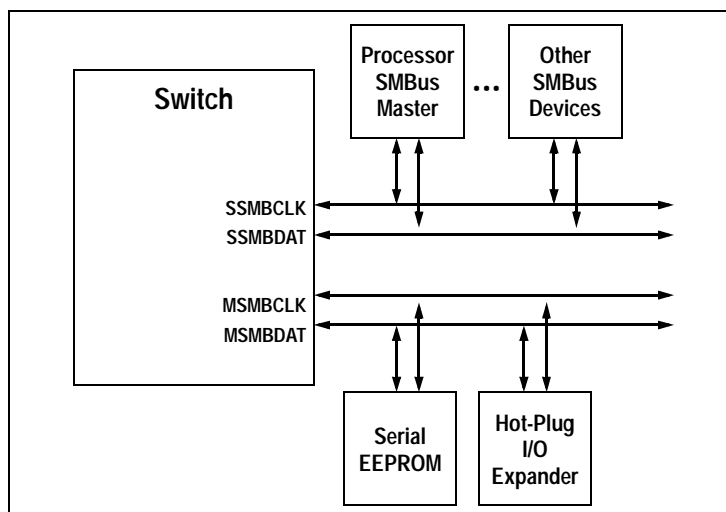 Processor
SMBus
Master
...
Other
SMBus
Devices
Switch
SSMBCLK
SSMBDAT
MSMBCLK
MSMBDAT
Serial
EEPROM
Hot-Plug
I/O
Expander